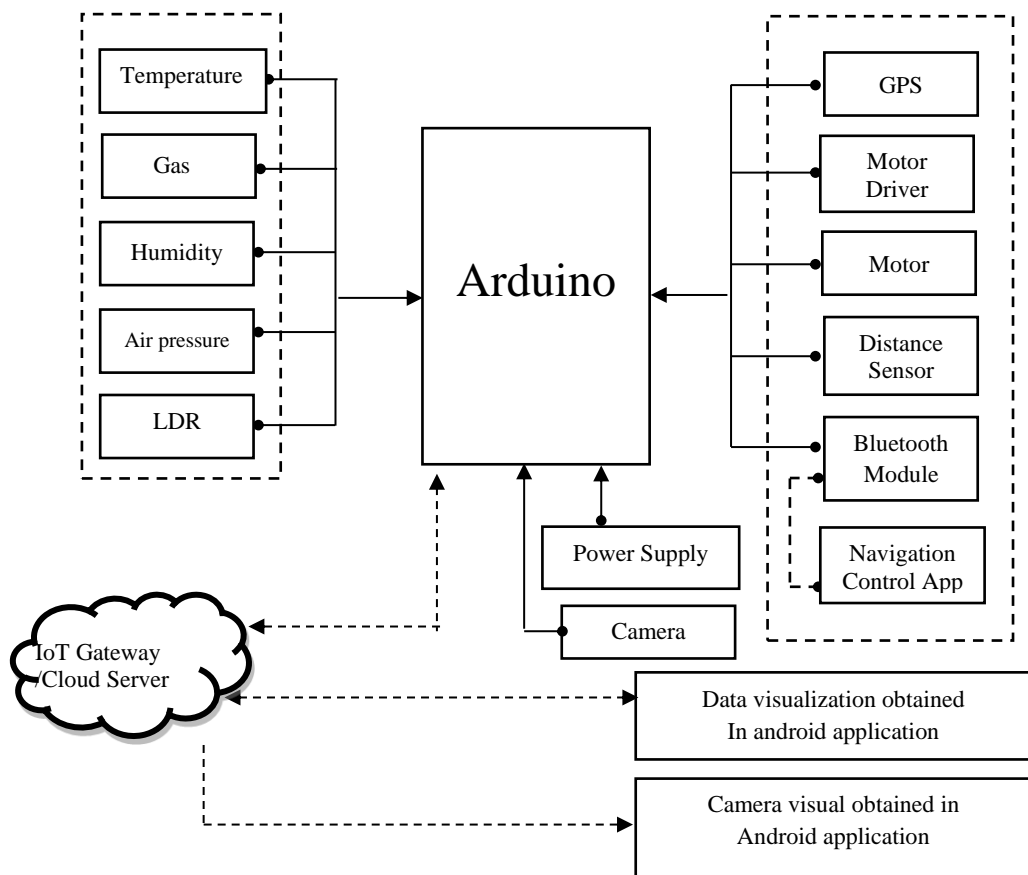 Temperature
Gas
Humidity
Air pressure
LDR
Arduino
GPS
Motor
Driver
Motor
Distance
Sensor
Bluetooth
Module
Navigation
Control App
Power Supply
Camera
IoT Gateway
/Cloud Server
Data visualization obtained
In android application
Camera visual obtained in
Android application